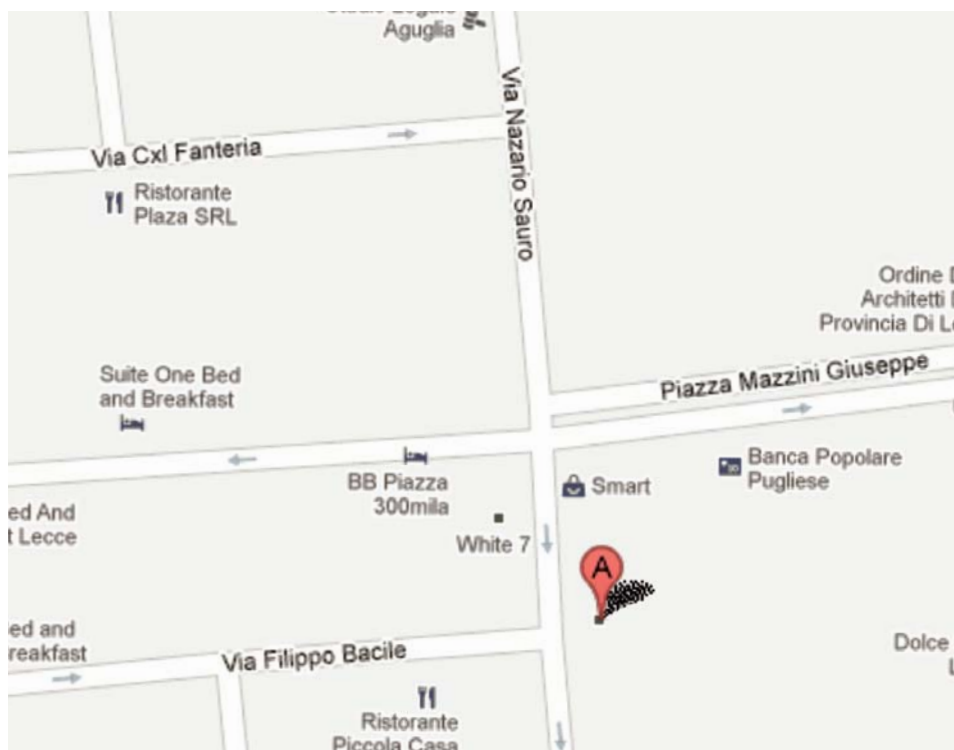 Aguglia
Via Nazario Sauro
Via Cxl Fanteria
Ristorante
Plaza SRL
Ordine
Architetti
Provincia Di
Piazza Mazzini Giuseppe
Suite One Bed
and Breakfast
BB Piazza
300mila
Banca Popolare
Pugliese
Smart
ed And
t Lecce
White 7
A
ed and
reakfast
Via Filippo Bacile
Dolce
Ristorante
Piccola Casa